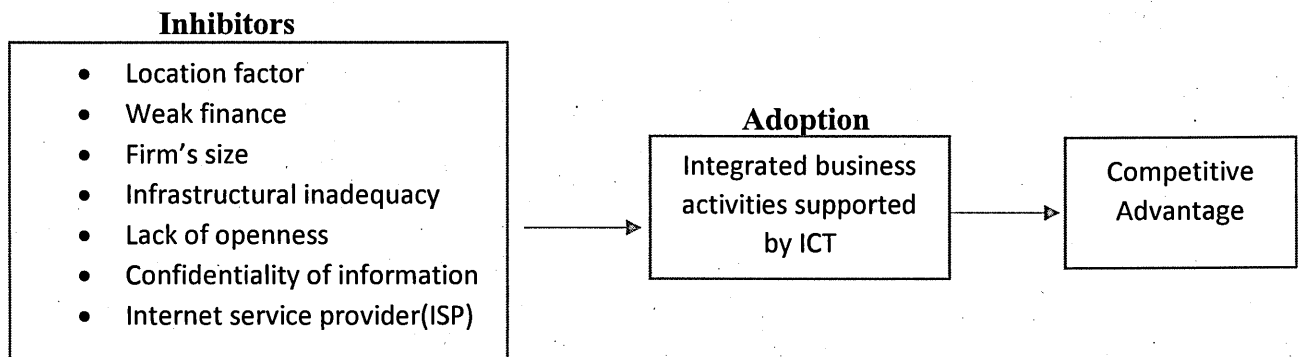 Inhibitors
• Location factor
• Weak finance
• Firm's size
• Infrastructural inadequacy
• Lack of openness
• Confidentiality of information
• Internet service provider(ISP)
Adoption
Integrated business
activities supported
by ICT
Competitive
Advantage